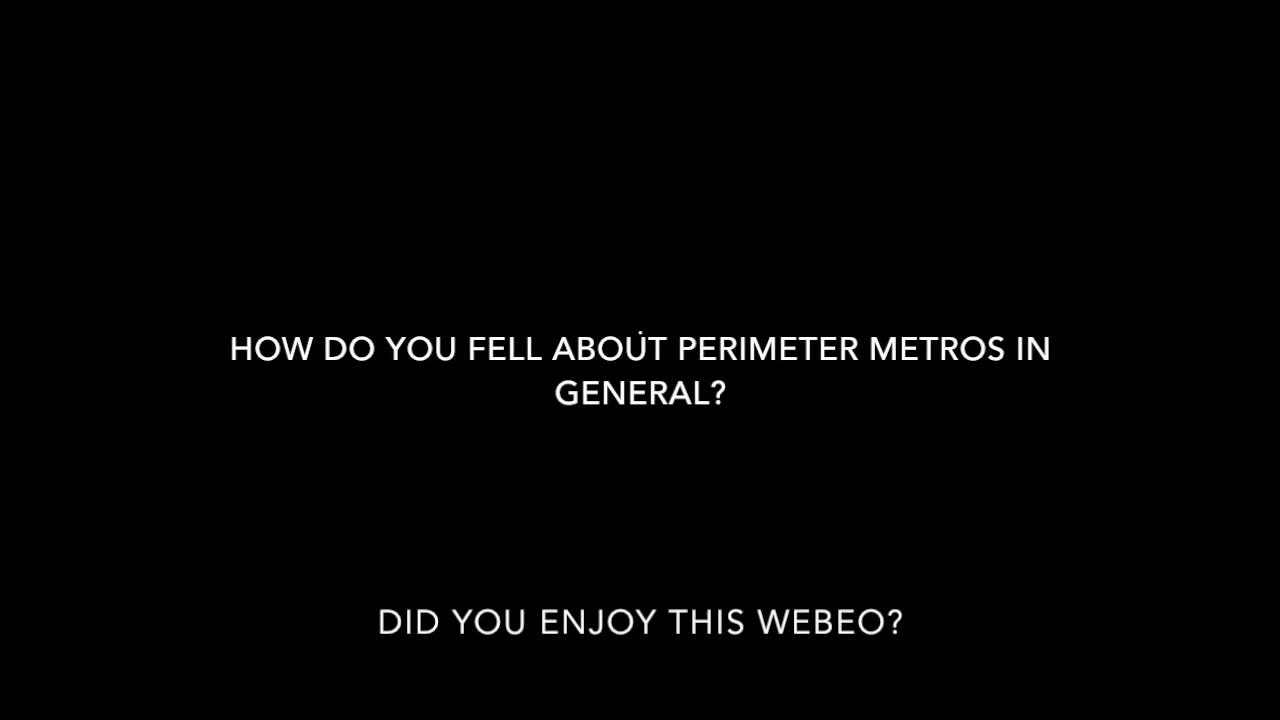 HOW DO YOU FELL ABOUT PERIMETER METROS IN
GENERAL?
DID YOU ENJOY THIS WEBEO?